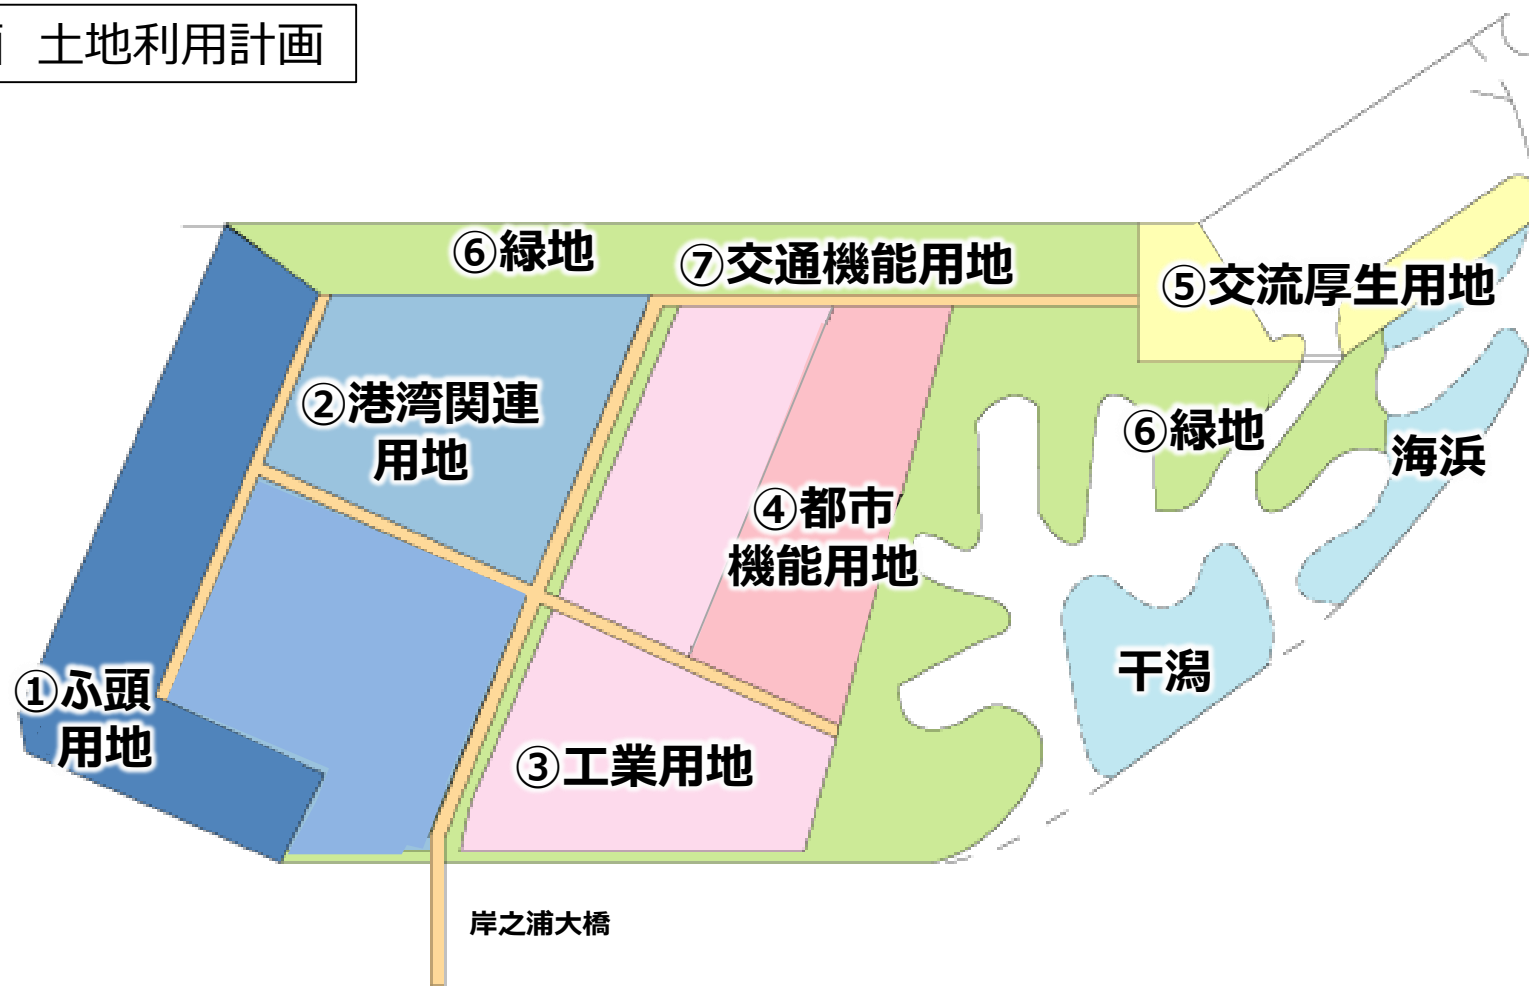 土地利用計画
⑥緑地
⑦交通機能用地
⑤交流厚生用地
②港湾関連
用地
⑥緑地
海浜
④都市
機能用地
干潟
①ふ頭
用地
③工業用地
岸之浦大橋